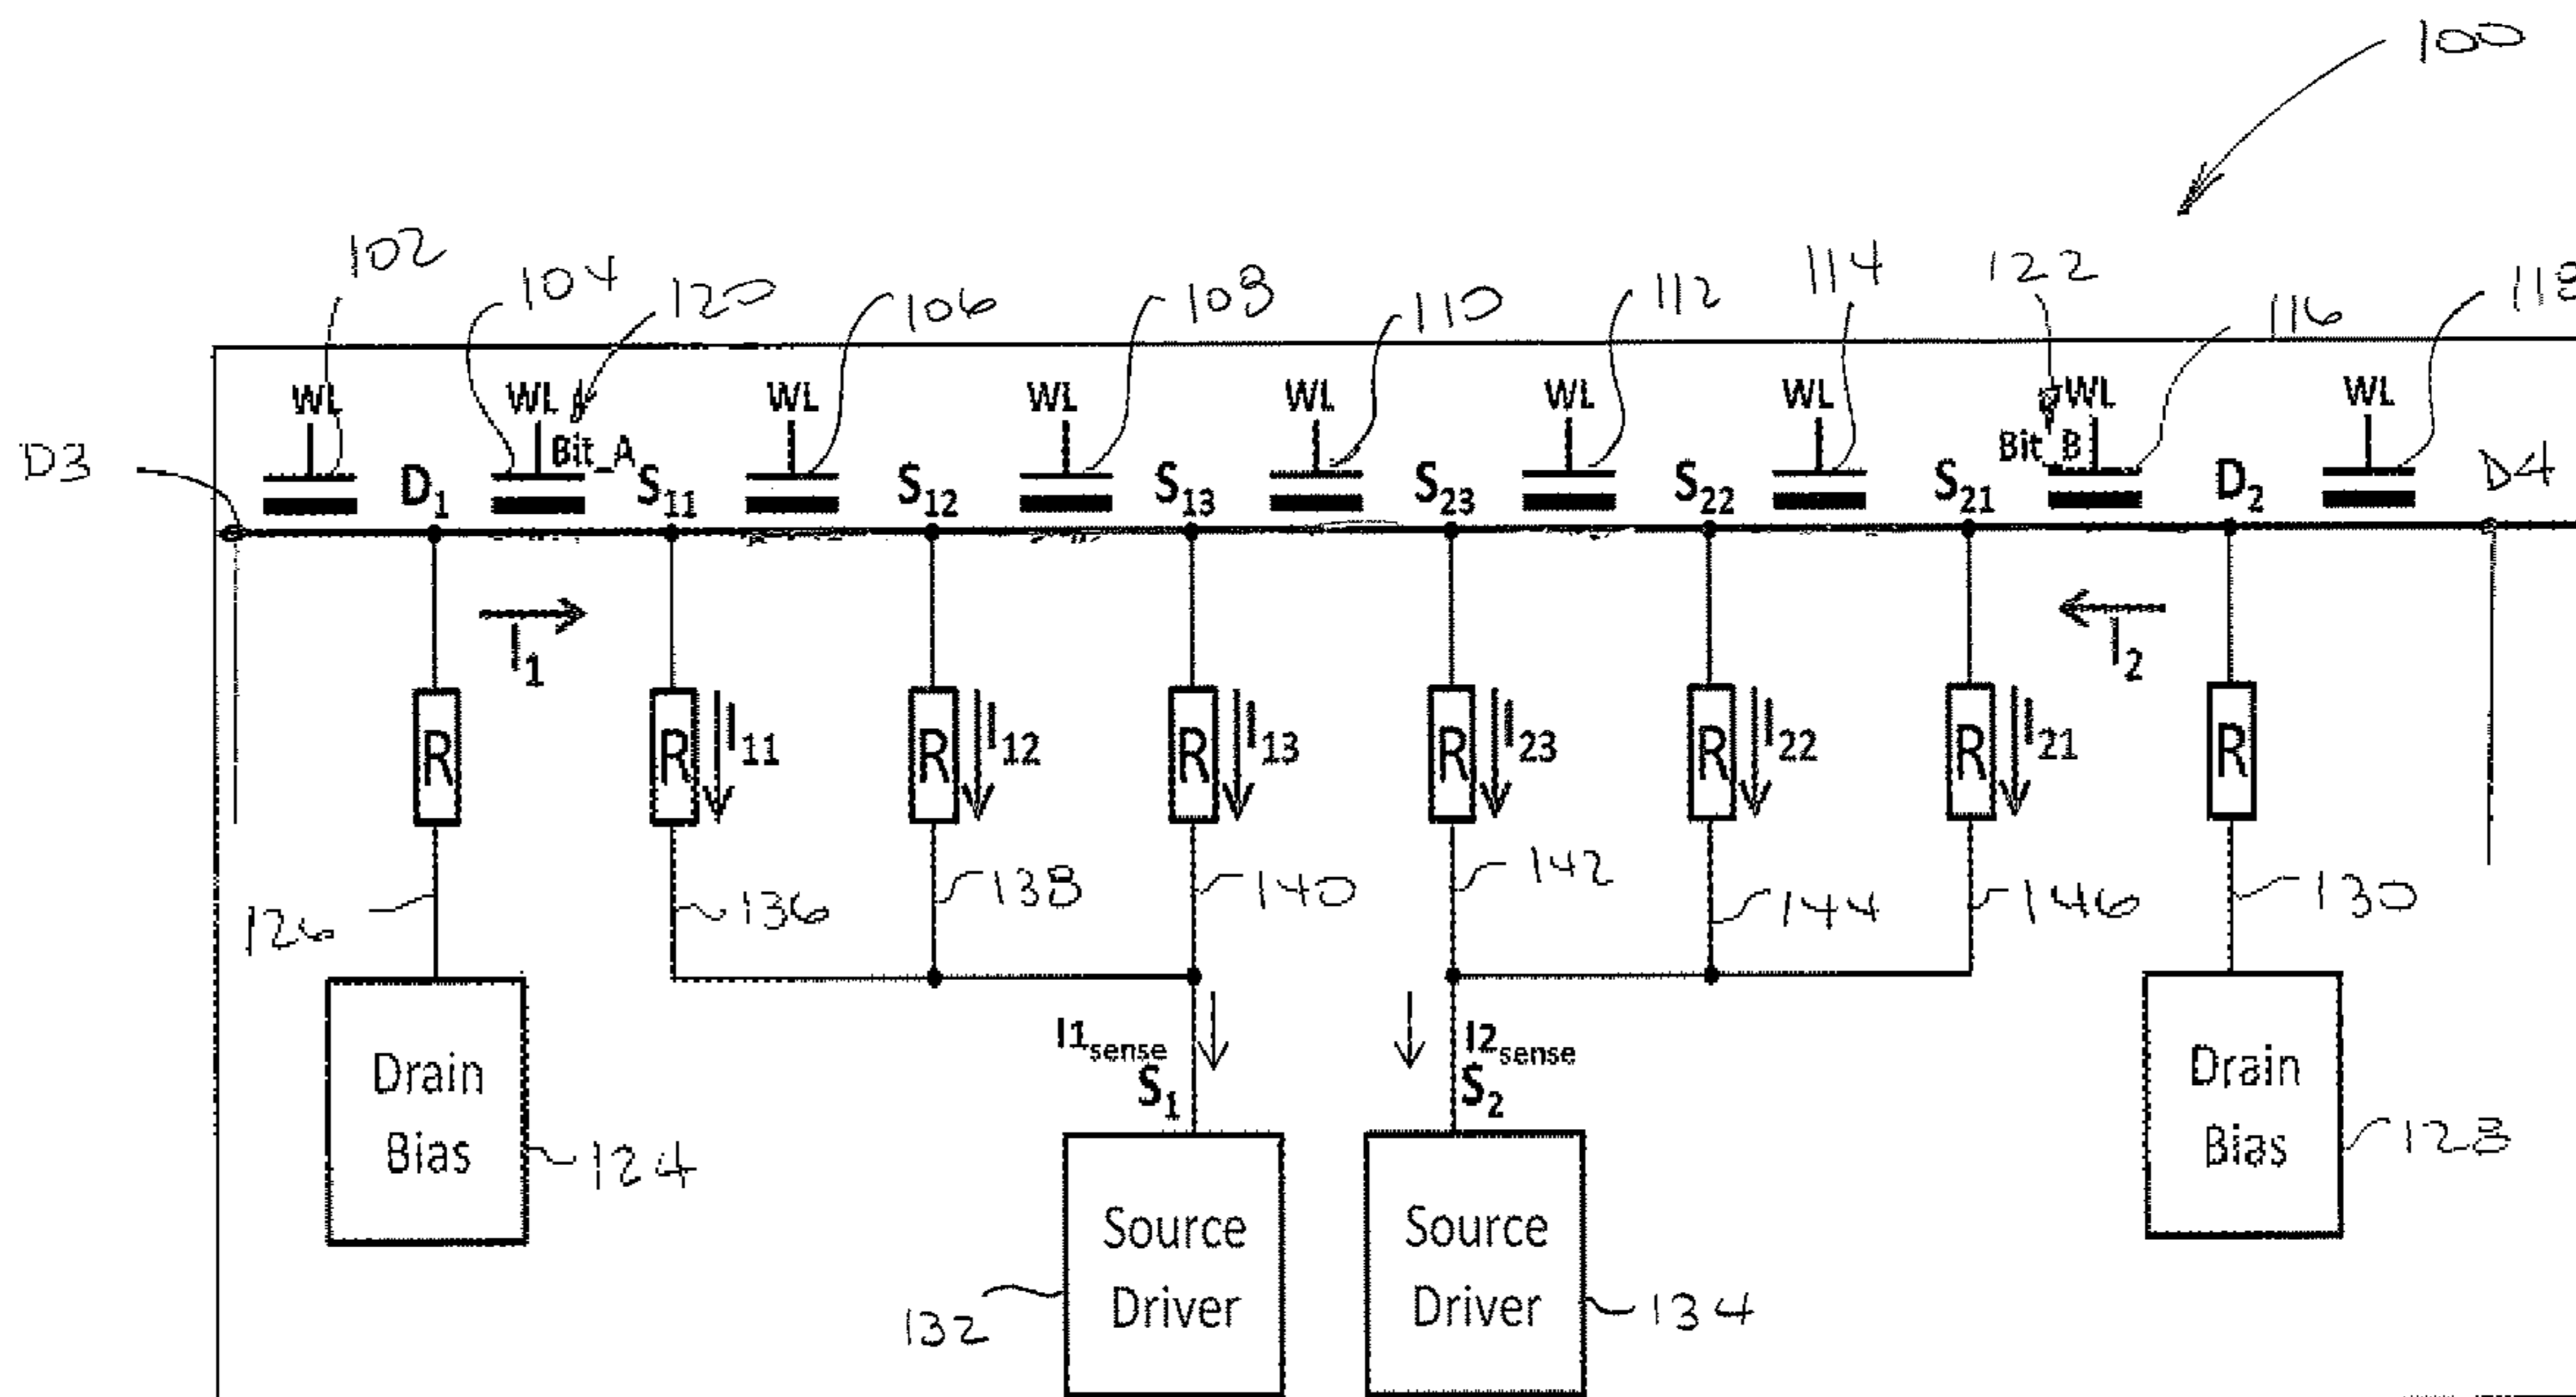 100
102
104
120
106
108
110
112
114
122
116
118
WL WL WL WL WL WL WL WL WL
Bit_A
Bit_B
D3
D1 S11 S12 S13 S23 S22 S21 D2
D4
I1
I2
R R R R R R R R
I11 I12 I13 I23 I22 I21
126
136
138
140
142
144
146
130
I1sense
S1
I2sense
S2
Drain
Bias
124
Drain
Bias
128
Source
Driver
132
Source
Driver
134